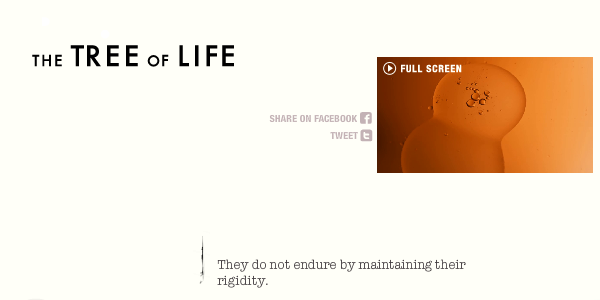 THE TREE OF LIFE
FULL SCREEN
SHARE ON FACEBOOK
TWEET
They do not endure by maintaining their
rigidity.